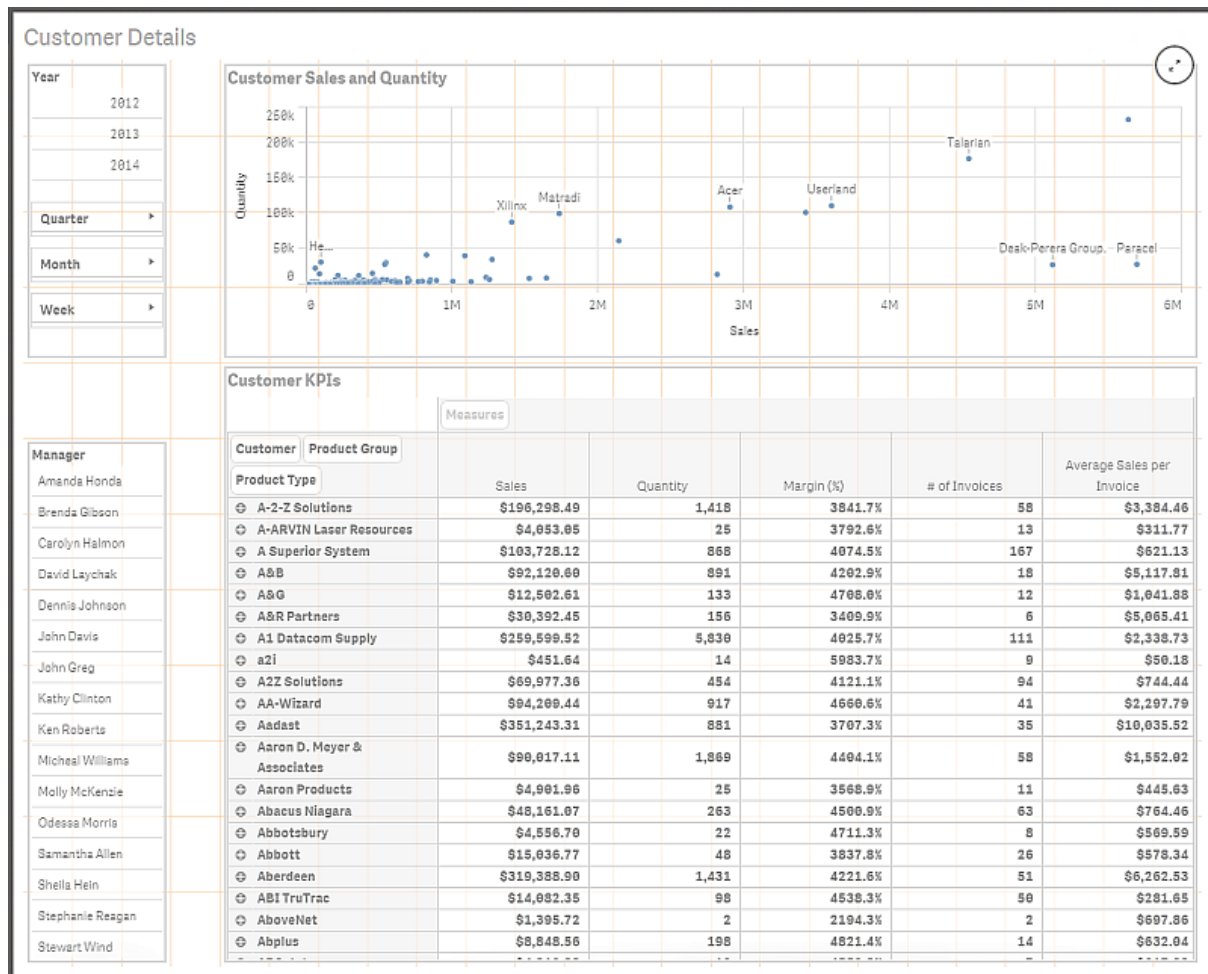 Customer Details
Year
2012
2013
2014
Quarter
Month
Week
Customer Sales and Quantity
250k
200k
150k
100k
50k
0
Quantity
Talarian
Acer
Userland
Matradi
Xilinx
He...
Deak-Perera Group.
Paracel
0 1M 2M 3M 4M 5M 6M
Sales
Manager
Amanda Honda
Brenda Gibson
Carolyn Halmon
David Laychak
Dennis Johnson
John Davis
John Greg
Kathy Clinton
Ken Roberts
Micheal Williams
Molly McKenzie
Odessa Morris
Samantha Allen
Sheila Hein
Stephanie Reagan
Stewart Wind
Customer KPIs
Measures
Customer Product Group
Product Type
Sales Quantity Margin (%) # of Invoices Average Sales per
Invoice
A-2-Z Solutions $196,298.49 1,418 3841.7% 58 $3,384.46
A-ARVIN Laser Resources $4,053.05 25 3792.6% 13 $311.77
A Superior System $103,728.12 868 4074.5% 167 $621.13
A&B $92,120.60 891 4202.9% 18 $5,117.81
A&G $12,502.61 133 4708.0% 12 $1,041.88
A&R Partners $30,392.45 156 3409.9% 6 $5,065.41
A1 Datacom Supply $259,599.52 5,830 4025.7% 111 $2,338.73
a2i $451.64 14 5983.7% 9 $50.18
A2Z Solutions $69,977.36 454 4121.1% 94 $744.44
AA-Wizard $94,209.44 917 4660.6% 41 $2,297.79
Aadast $351,243.31 881 3707.3% 35 $10,035.52
Aaron D. Meyer &
Associates $90,017.11 1,869 4404.1% 58 $1,552.02
Aaron Products $4,901.96 25 3568.9% 11 $445.63
Abacus Niagara $48,161.07 263 4500.9% 63 $764.46
Abbotsbury $4,556.70 22 4711.3% 8 $569.59
Abbott $15,036.77 48 3837.8% 26 $578.34
Aberdeen $319,388.90 1,431 4221.6% 51 $6,262.53
ABI TruTrac $14,082.35 98 4538.3% 50 $281.65
AboveNet $1,395.72 2 2194.3% 2 $697.86
Abplus $8,848.56 198 4821.4% 14 $632.04